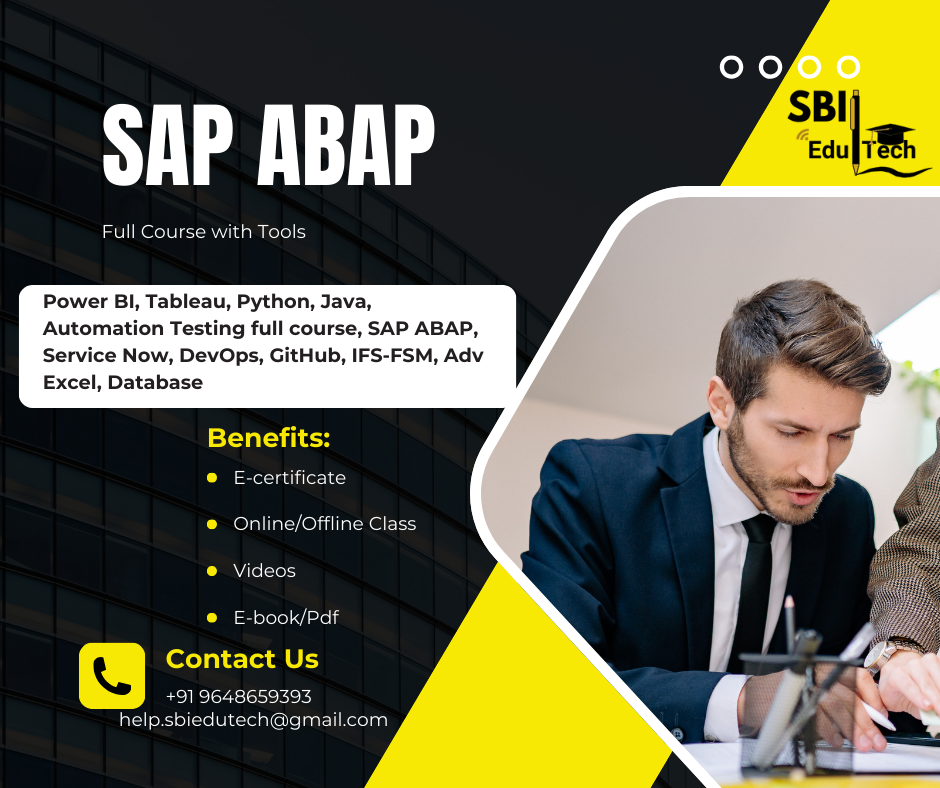 SBI
Edu Tech
SAP ABAP
Full Course with Tools
Power BI, Tableau, Python, Java,
Automation Testing full course, SAP ABAP,
Service Now, DevOps, GitHub, IFS-FSM, Adv
Excel, Database
Benefits:
E-certificate
Online/Offline Class
Videos
E-book/Pdf
Contact Us
+91 9648659393
help.sbiedutech@gmail.com